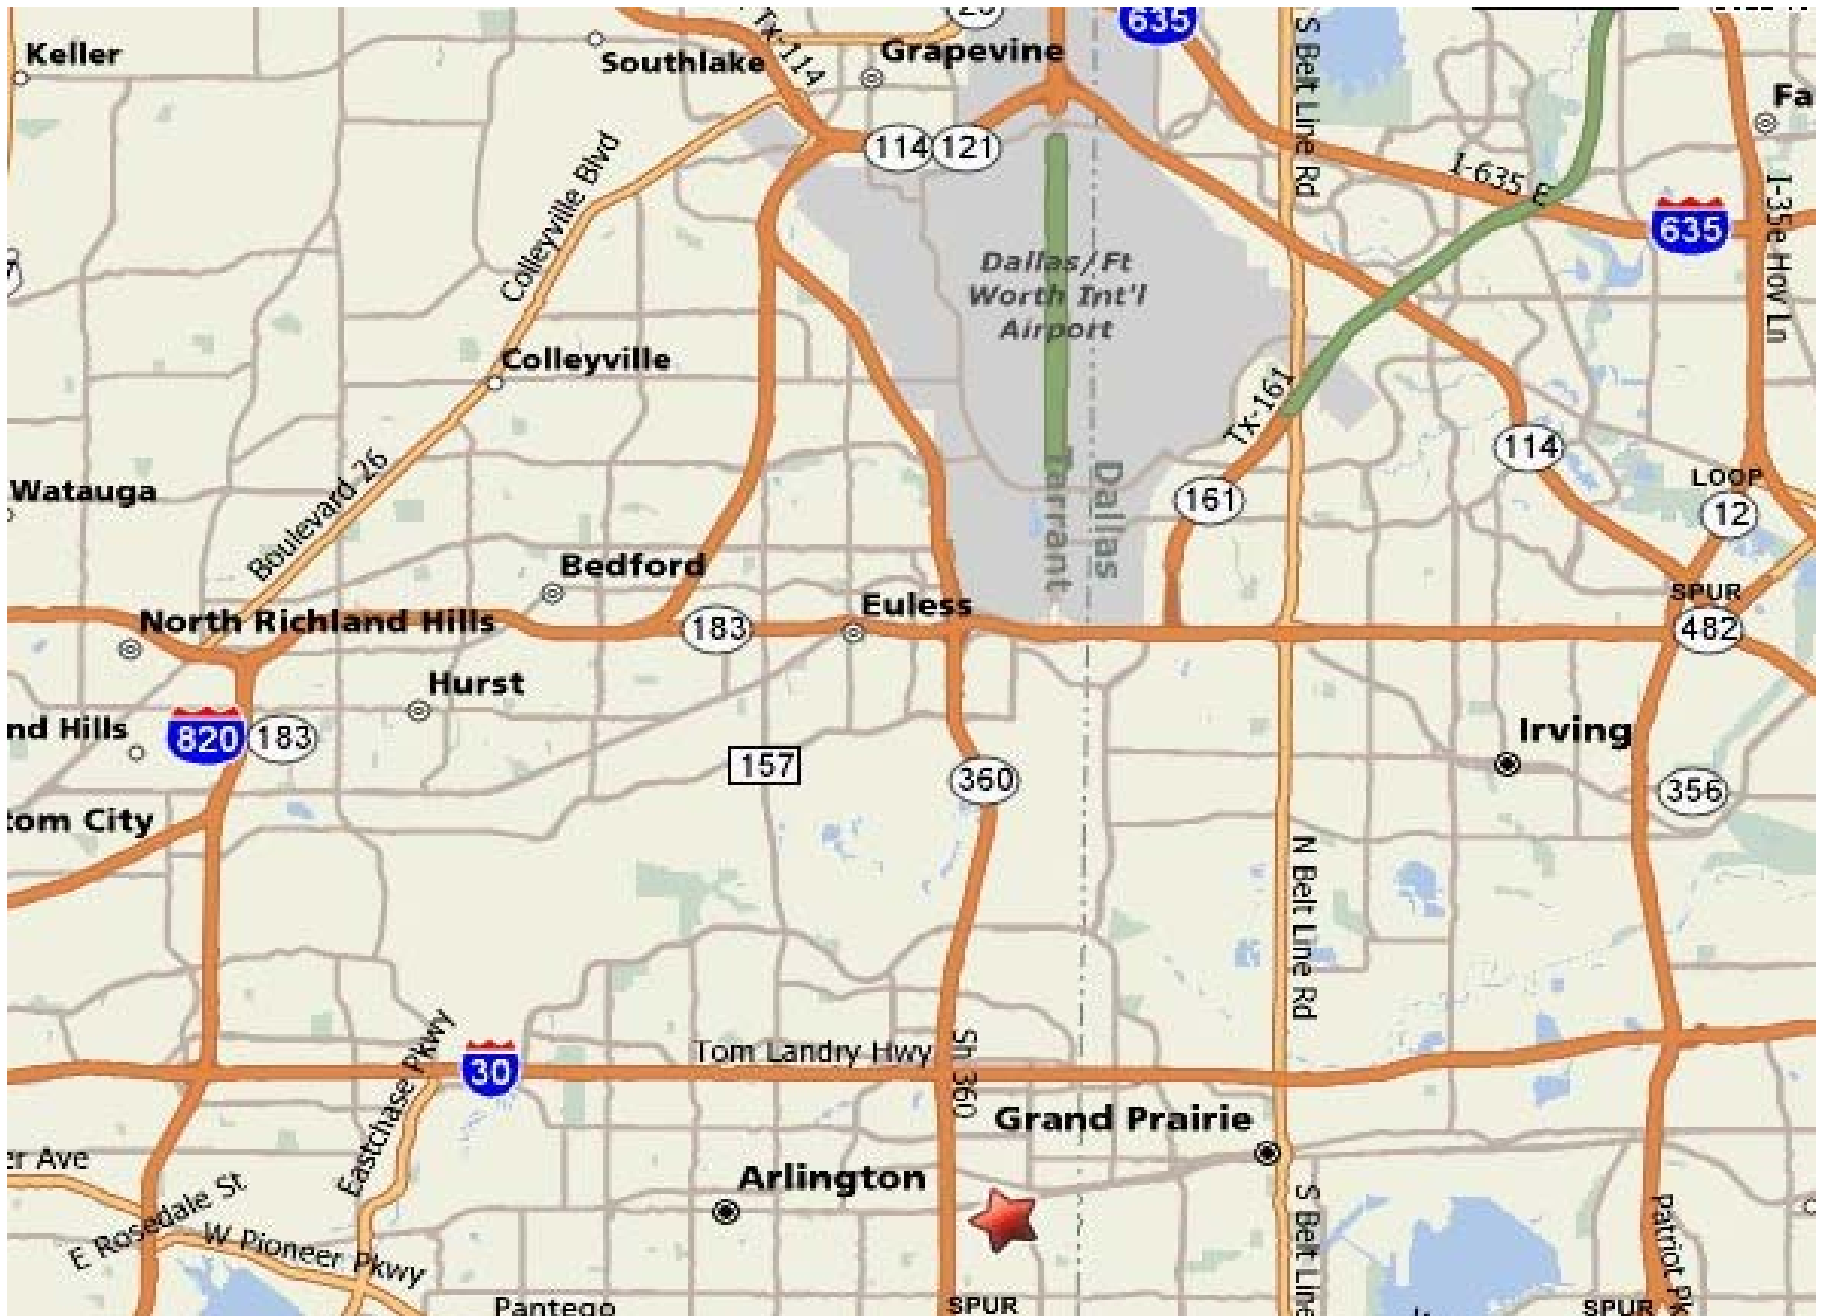 635
Keller
Southlake
Tx-114
Grapevine
S Belt Line Rd
Fa
114
121
I-635 E
635
I-35e Hov Ln
Colleyville Blvd
Dallas/Ft
Worth Int'l
Airport
Colleyville
Tx-161
114
Boulevard 26
Watauga
161
Tarrant
Dallas
LOOP
12
Bedford
Euless
SPUR
482
North Richland Hills
183
Hurst
nd Hills
820
183
157
360
Irving
356
tom City
N Belt Line Rd
Eastchase Pkwy
30
Tom Landry Hwy
Sh 360
Grand Prairie
er Ave
Arlington
E Rosedale St
W Pioneer Pkwy
S Belt Line
Patriot Pk
Pantego
SPUR
SPUR